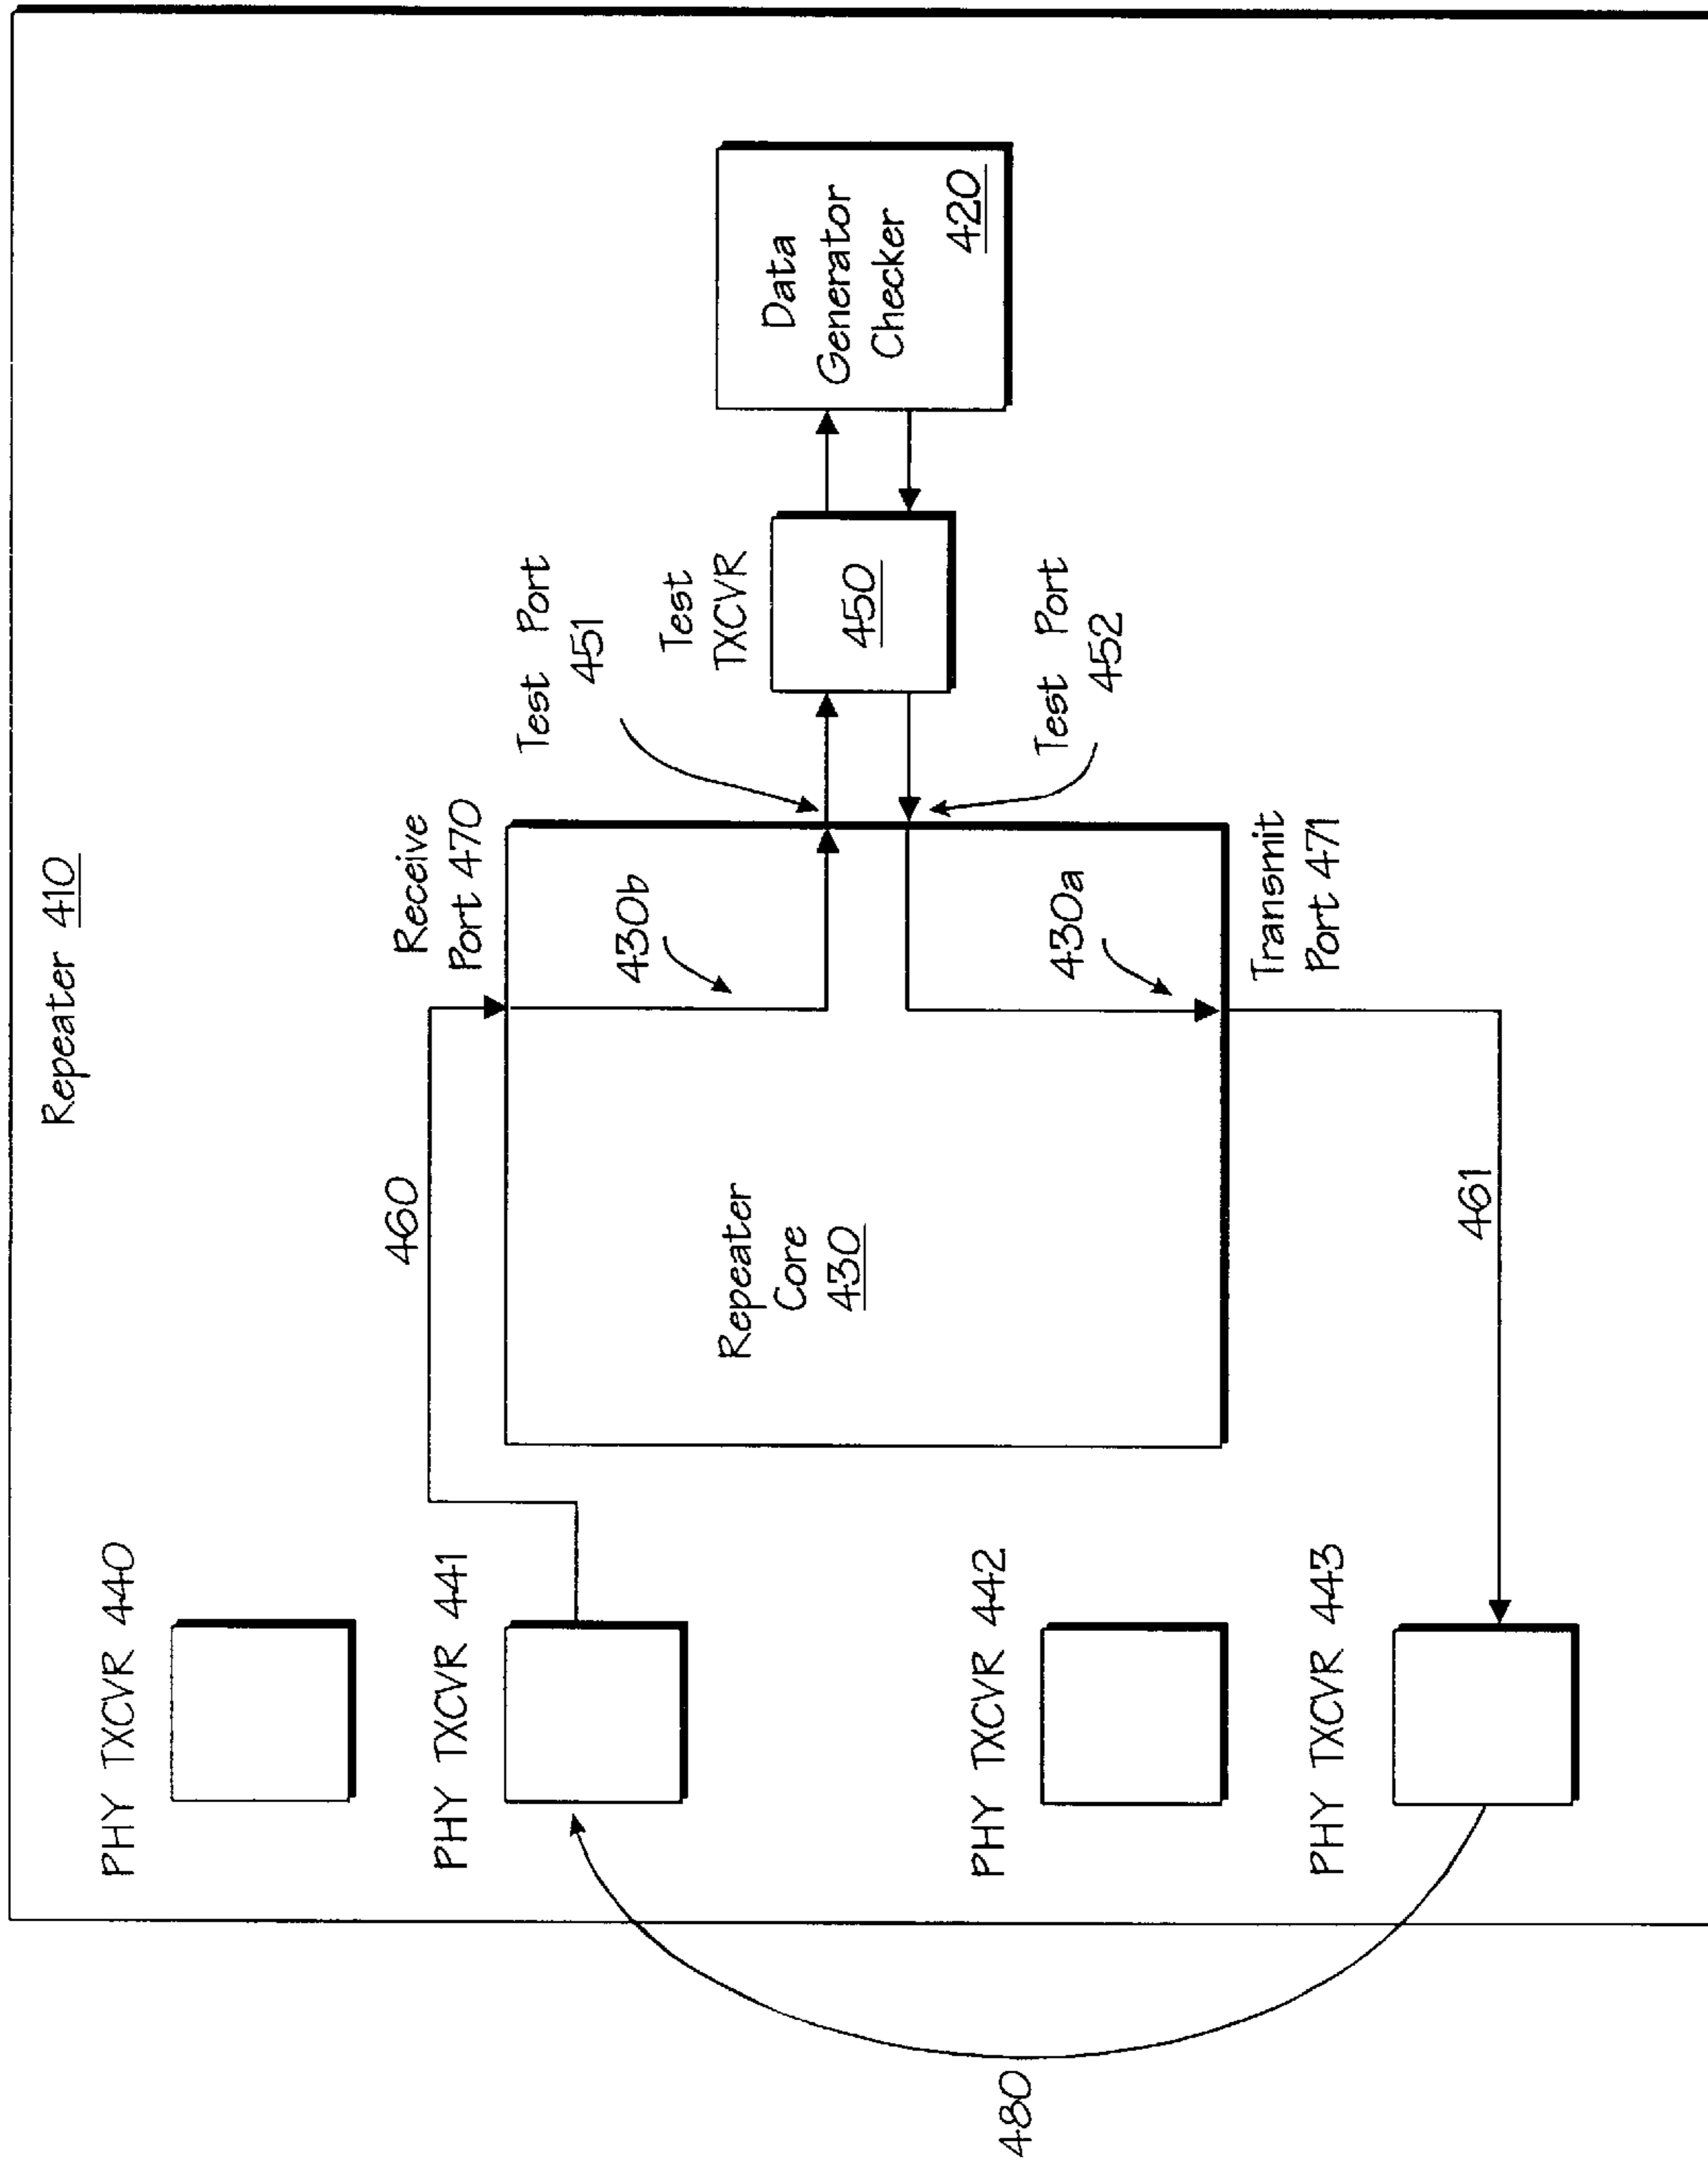 Repeater 410
PHY TXCVR 440
PHY TXCVR 441
460
Receive
Port 470
Test Port
451
Test
TXCVR
450
Data
Generator
Checker
420
430b
Repeater
Core
430
430a
Test Port
452
Transmit
Port 471
PHY TXCVR 442
PHY TXCVR 443
461
480